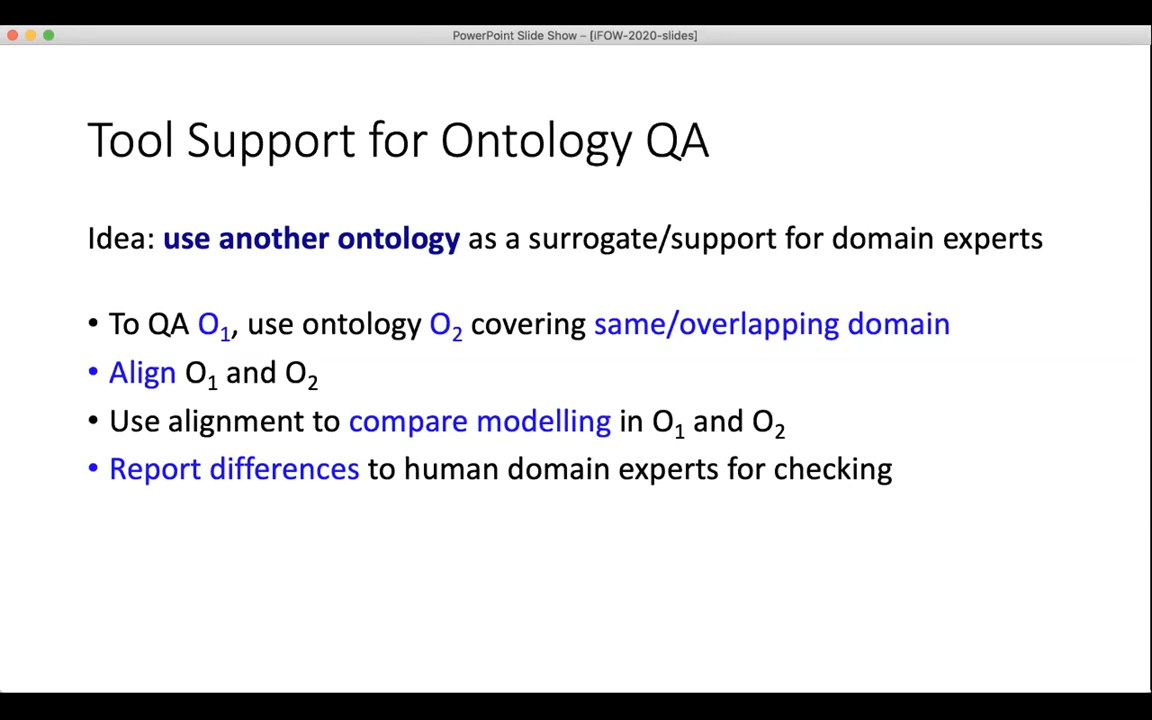 PowerPoint Slide Show – [iFOW-2020-slides]
Tool Support for Ontology QA
Idea: use another ontology as a surrogate/support for domain experts
• To QA O₁, use ontology O₂ covering same/overlapping domain
• Align O₁ and O₂
• Use alignment to compare modelling in O₁ and O₂
• Report differences to human domain experts for checking